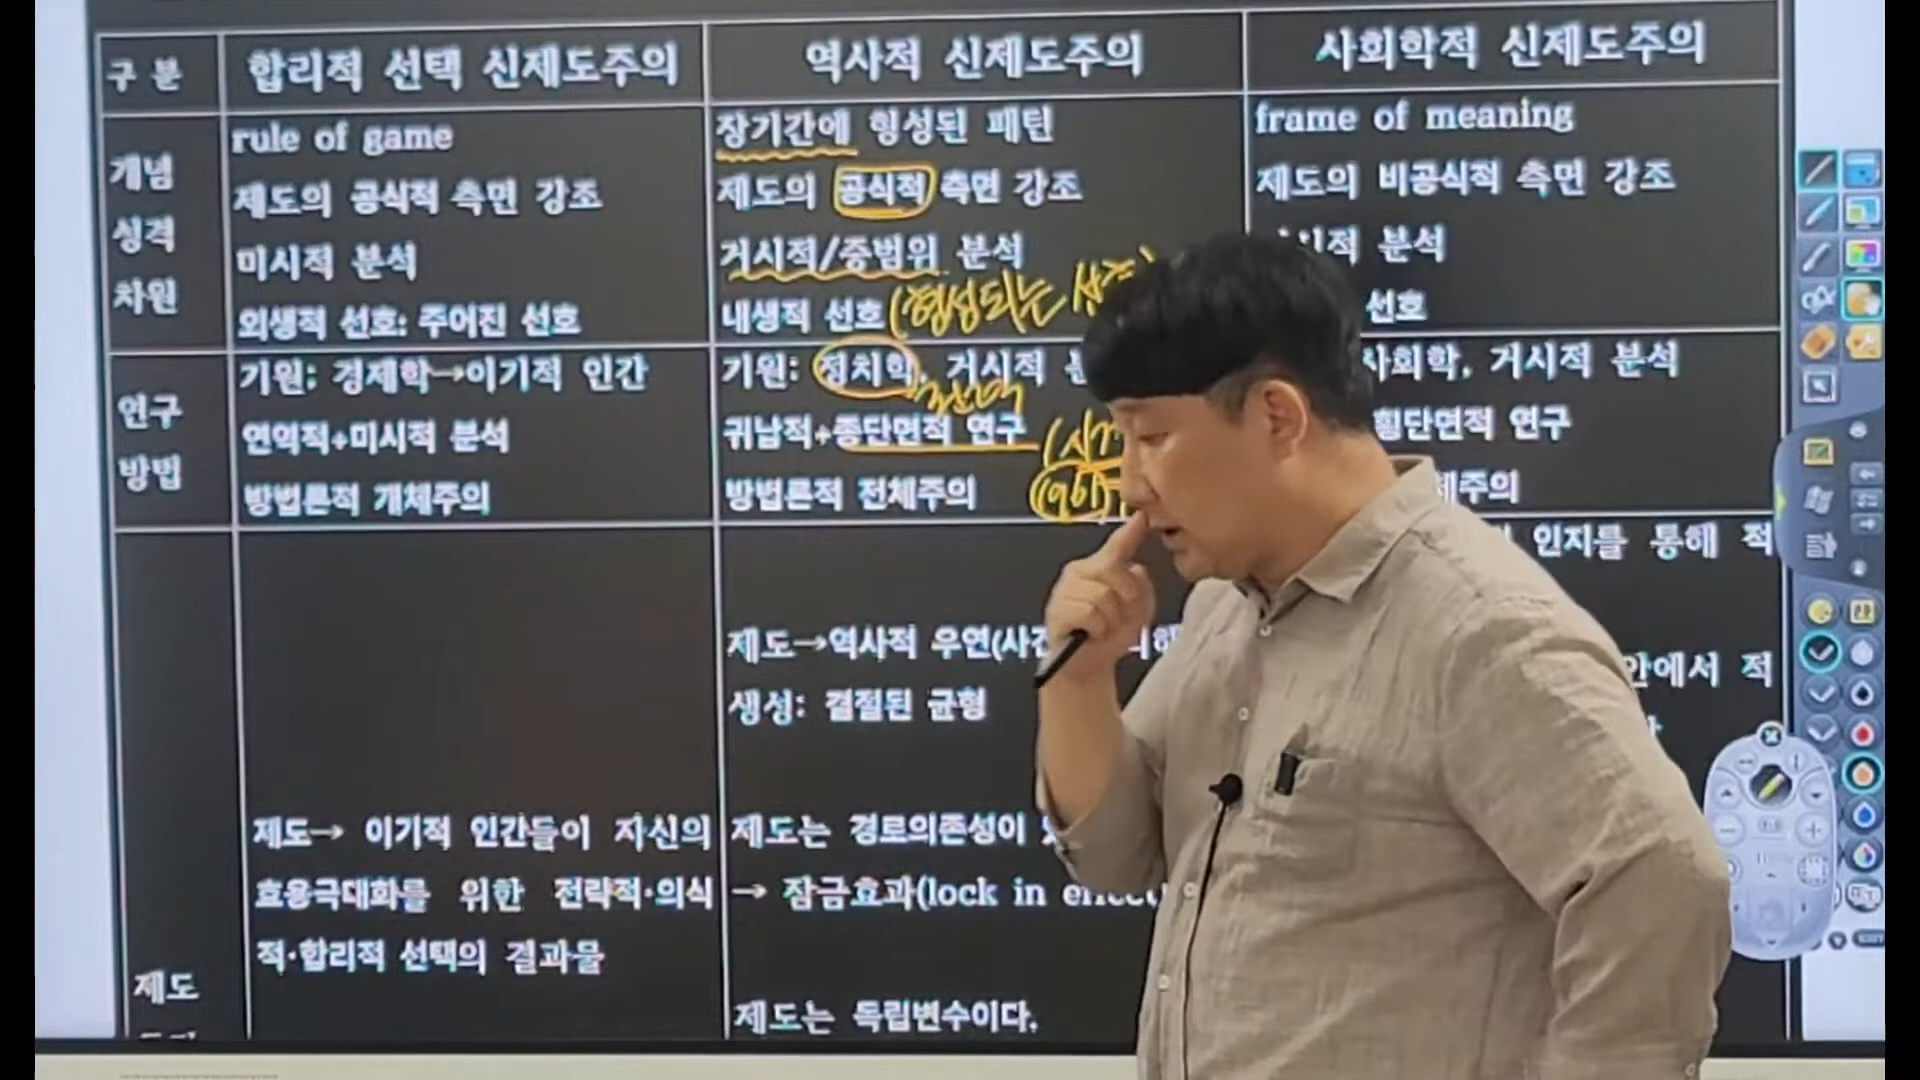 구 분
합리적 선택 신제도주의
역사적 신제도주의
사회학적 신제도주의
개념
성격
차원
rule of game
제도의 공식적 측면 강조
미시적 분석
외생적 선호: 주어진 선호
장기간에 형성된 패턴
제도의 공식적 측면 강조
거시적/중범위 분석
내생적 선호 (형성되는
frame of meaning
제도의 비공식적 측면 강조
분석
선호
연구
방법
기원: 경제학→이기적 인간
연역적+미시적 분석
방법론적 개체주의
기원: 정치학, 거시적
귀납적+종단면적 연구
방법론적 전체주의
사회학, 거시적 분석
횡단면적 연구
제도
제도→ 이기적 인간들이 자신의
효용극대화를 위한 전략적·의식
적·합리적 선택의 결과물
제도→역사적 우연(사건
생성: 결절된 균형
제도는 경로의존성이
→ 잠금효과(lock in
제도는 독립변수이다.
인지를 통해 적
안에서 적